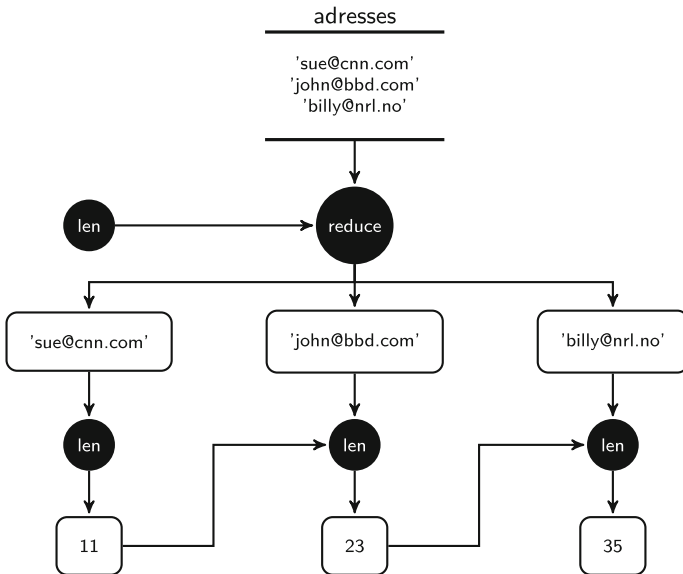 adresses
'sue@cnn.com'
'john@bbd.com'
'billy@nrl.no'
len
reduce
'sue@cnn.com'
'john@bbd.com'
'billy@nrl.no'
len
len
len
11
23
35